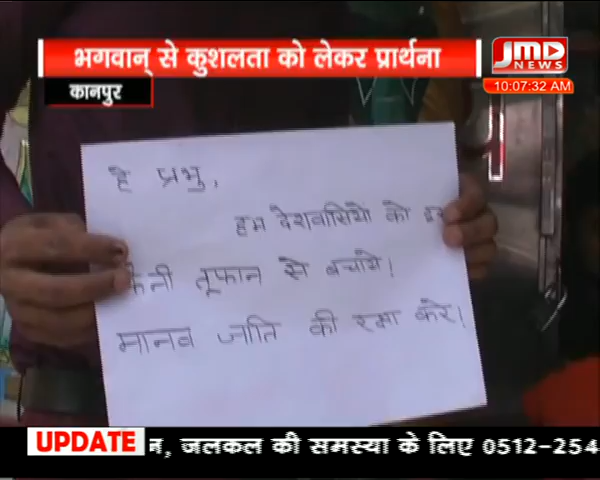 भगवान् से कुशलता को लेकर प्रार्थना
JMD
NEWS
कानपुर
10:07:32 AM
हे प्रभु,
हम देशवासियो को
तूफान से बचाये।
मानव जाति की रक्षा करे।
UPDATE
न, जलकल की समस्या के लिए 0512-254